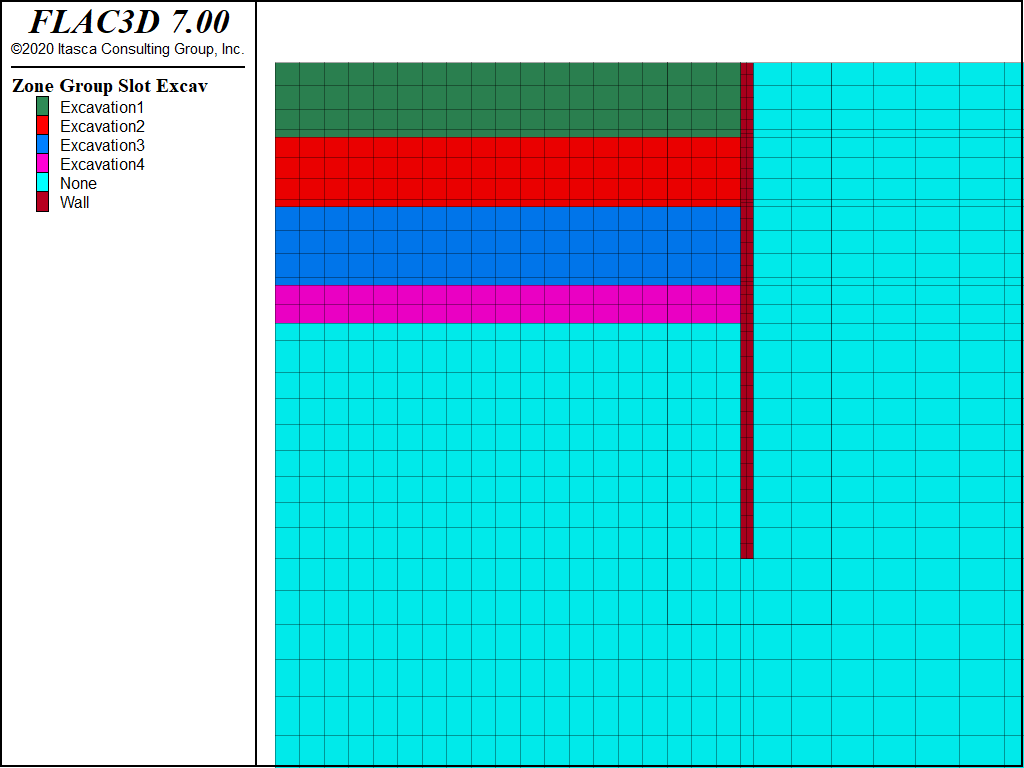 FLAC3D 7.00
©2020 Itasca Consulting Group, Inc.
Zone Group Slot Excav
Excavation1
Excavation2
Excavation3
Excavation4
None
Wall